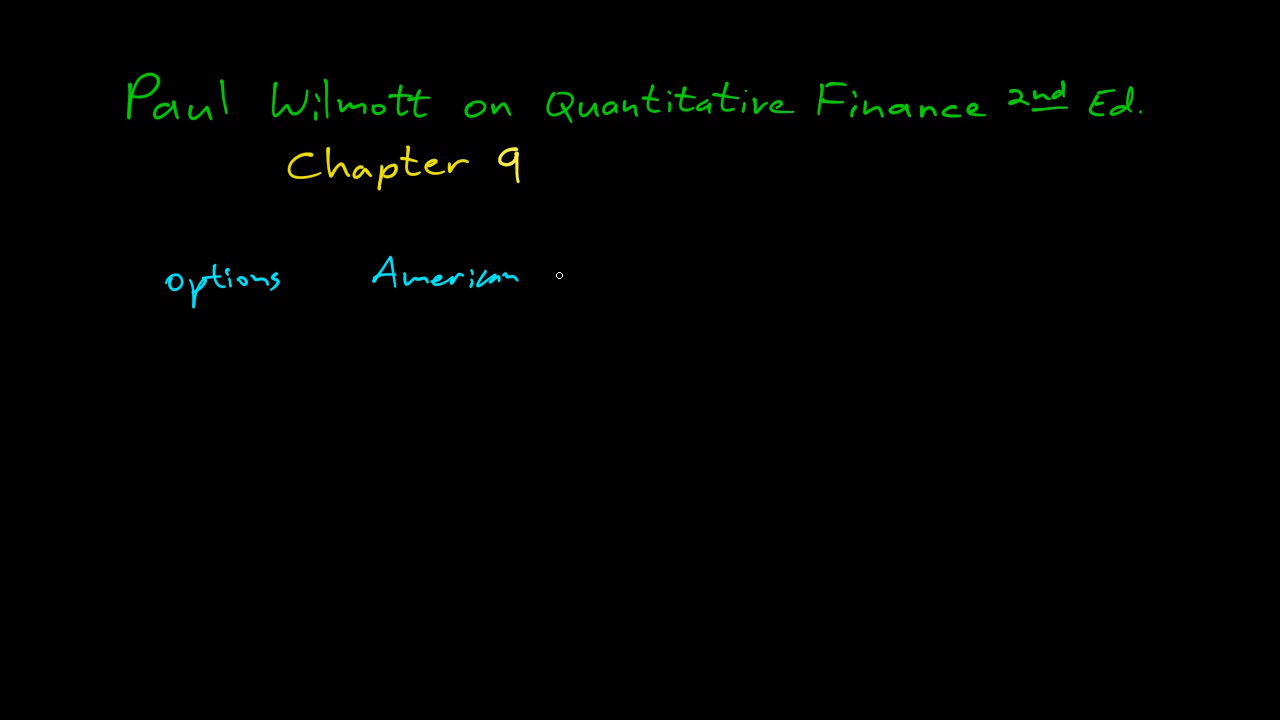 Paul Wilmott on Quantitative Finance 2nd Ed.
Chapter 9
options American